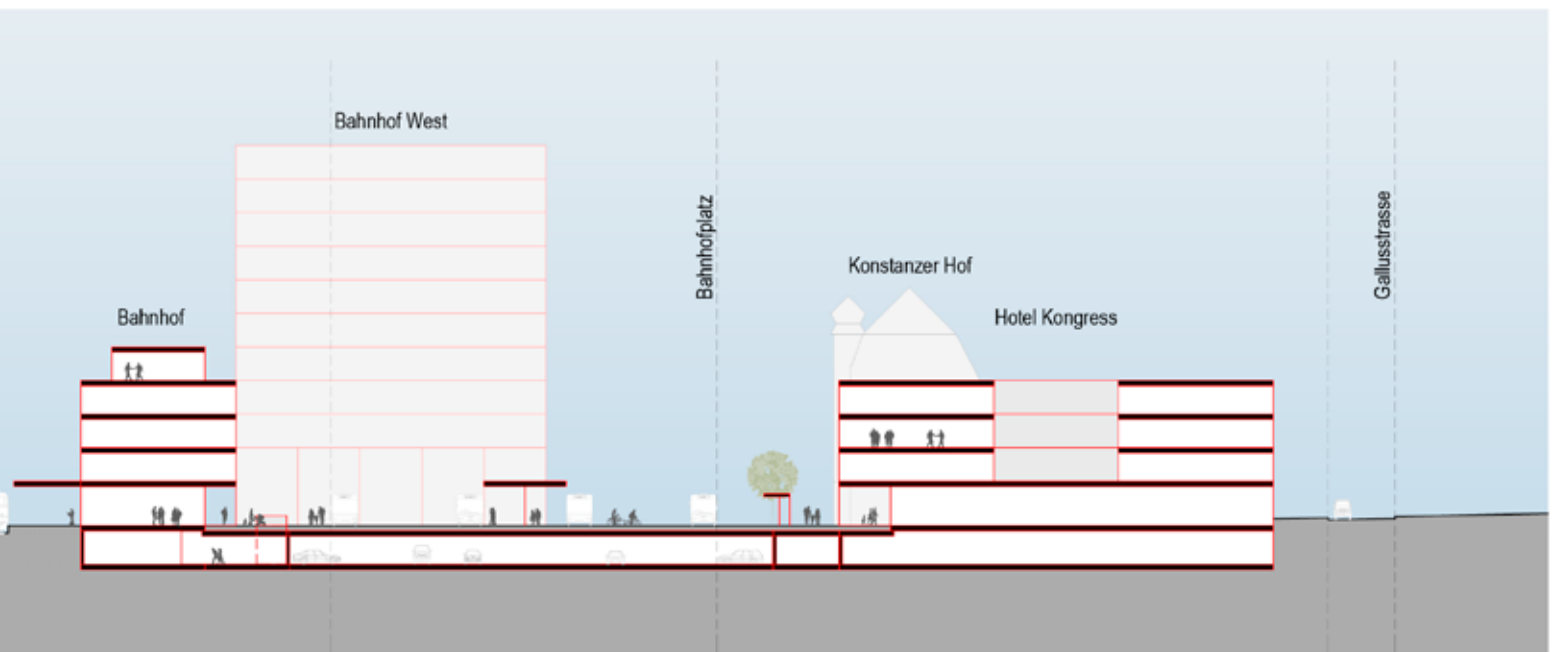 Bahnhof West
Bahnhofplatz
Gallusstrasse
Konstanzer Hof
Bahnhof
Hotel Kongress